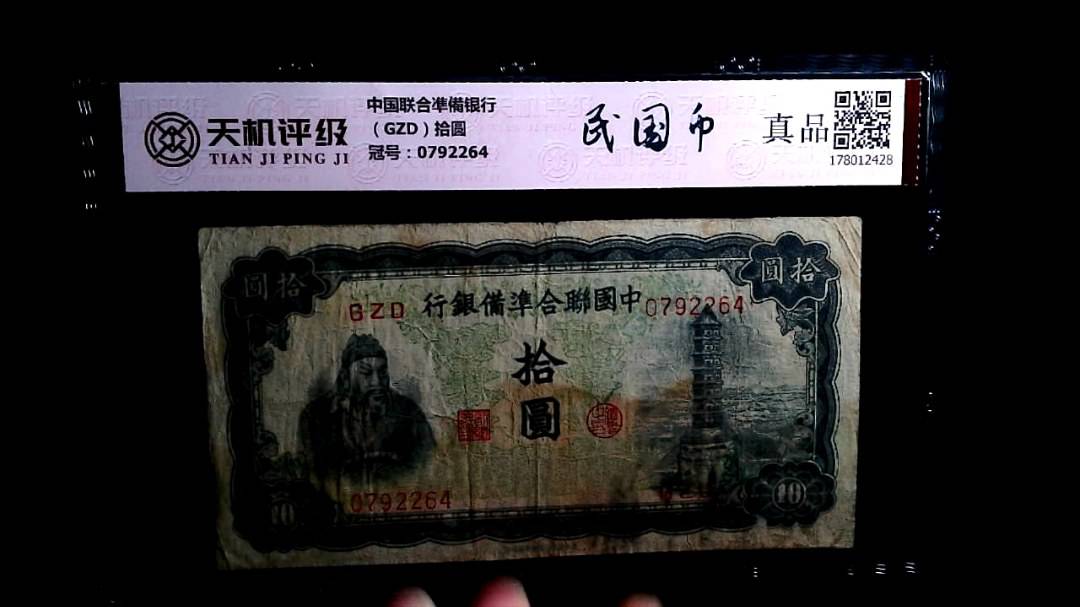 天机评级
TIAN JI PING JI
中国联合準備银行
（GZD）拾圆
冠号：0792264
民国币
真品
178012428
圓拾
圓拾
GZD
行銀備準合聯國中
0792264
拾
圓
0792264
10
10